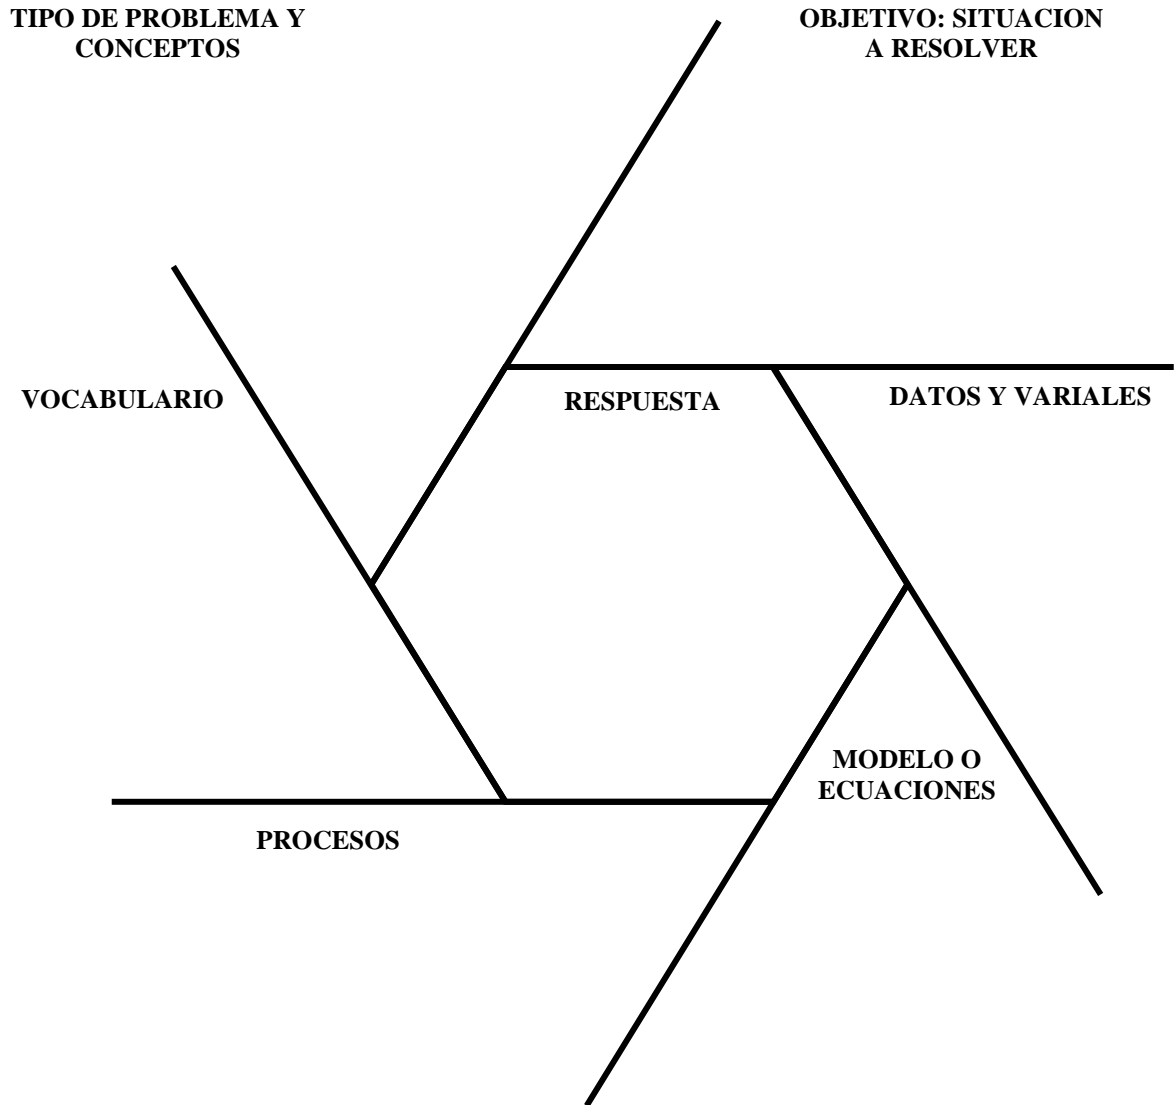 TIPO DE PROBLEMA Y
CONCEPTOS
OBJETIVO: SITUACION
A RESOLVER
VOCABULARIO
RESPUESTA
DATOS Y VARIALES
MODELO O
ECUACIONES
PROCESOS